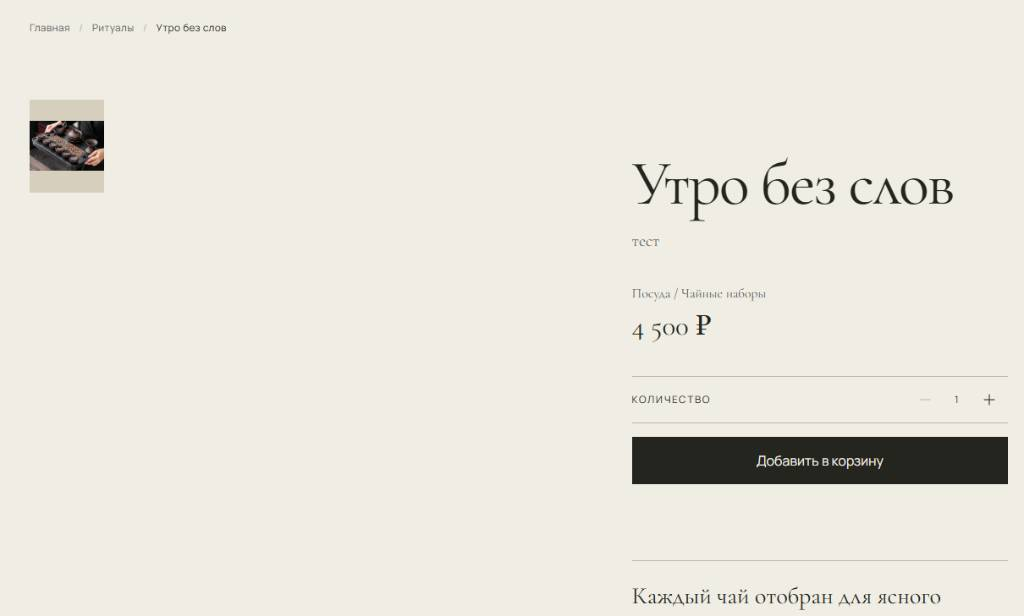 Главная / Ритуалы / Утро без слов
Утро без слов
тест
Посуда / Чайные наборы
4 500 ₽
КОЛИЧЕСТВО — 1 +
Добавить в корзину
Каждый чай отобран для ясного